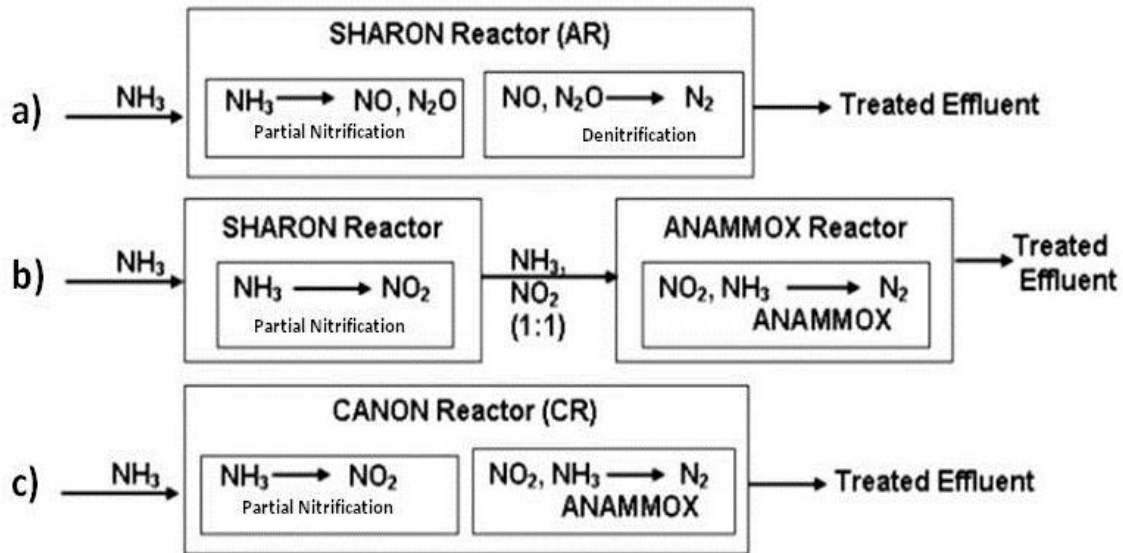 a)
NH₃
SHARON Reactor (AR)
NH₃ → NO, N₂O
Partial Nitrification
NO, N₂O → N₂
Denitrification
Treated Effluent
b)
NH₃
SHARON Reactor
NH₃ → NO₂
Partial Nitrification
NH₃,
NO₂
(1:1)
ANAMMOX Reactor
NO₂, NH₃ → N₂
ANAMMOX
Treated
Effluent
c)
NH₃
CANON Reactor (CR)
NH₃ → NO₂
Partial Nitrification
NO₂, NH₃ → N₂
ANAMMOX
Treated Effluent